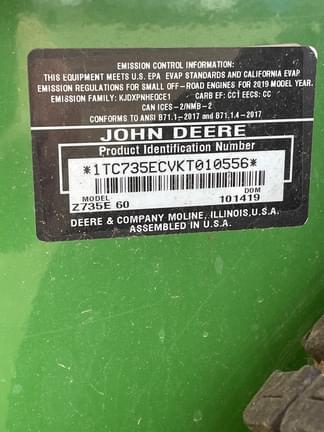 EMISSION CONTROL INFORMATION:
THIS EQUIPMENT MEETS U.S. EPA EVAP STANDARDS AND CALIFORNIA EVAP
EMISSION REGULATIONS FOR SMALL OFF-ROAD ENGINES FOR 2019 MODEL YEAR.
EMISSION FAMILY: KJDXPNHEOCE1 CARB EF: CC1 EECS: CC
CAN ICES-2/NMB-2
CONFORMS TO ANSI B71.1-2017 and B71.1.4-2017
JOHN DEERE
Product Identification Number
*1TC735ECVKT010556*
MODEL DOM
Z735E 60 101419
DEERE & COMPANY MOLINE, ILLINOIS,U.S.A.
ASSEMBLED IN U.S.A.